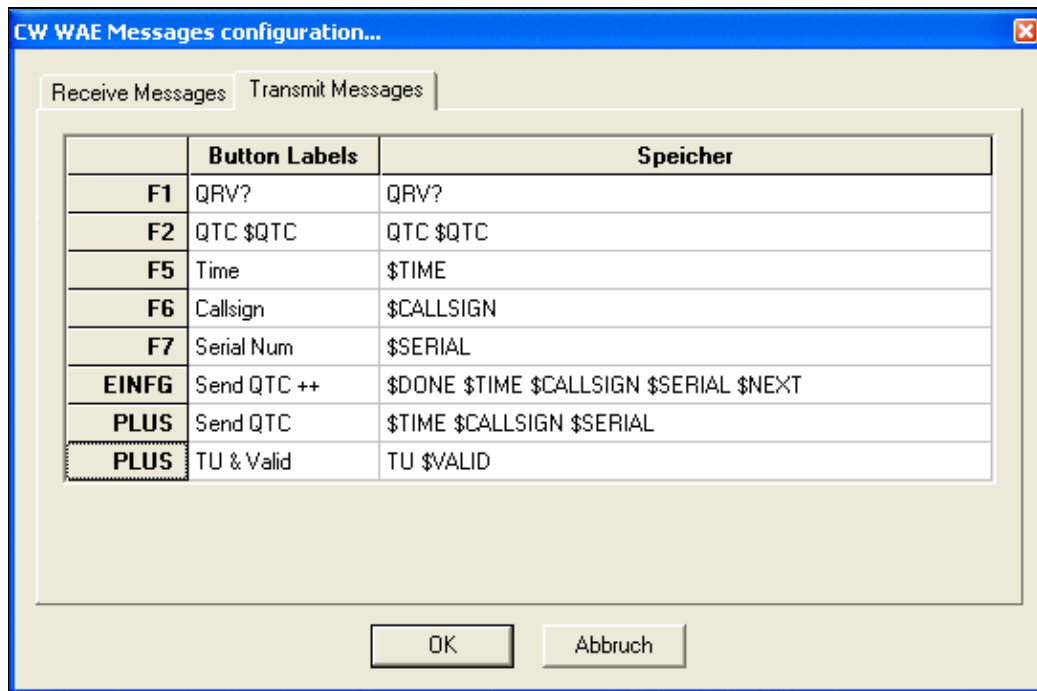 CW WAE Messages configuration...
Receive Messages Transmit Messages
Button Labels Speicher
F1 QRV? QRV?
F2 QTC $QTC QTC $QTC
F5 Time $TIME
F6 Callsign $CALLSIGN
F7 Serial Num $SERIAL
EINFG Send QTC ++ $DONE $TIME $CALLSIGN $SERIAL $NEXT
PLUS Send QTC $TIME $CALLSIGN $SERIAL
PLUS TU & Valid TU $VALID
OK Abbruch